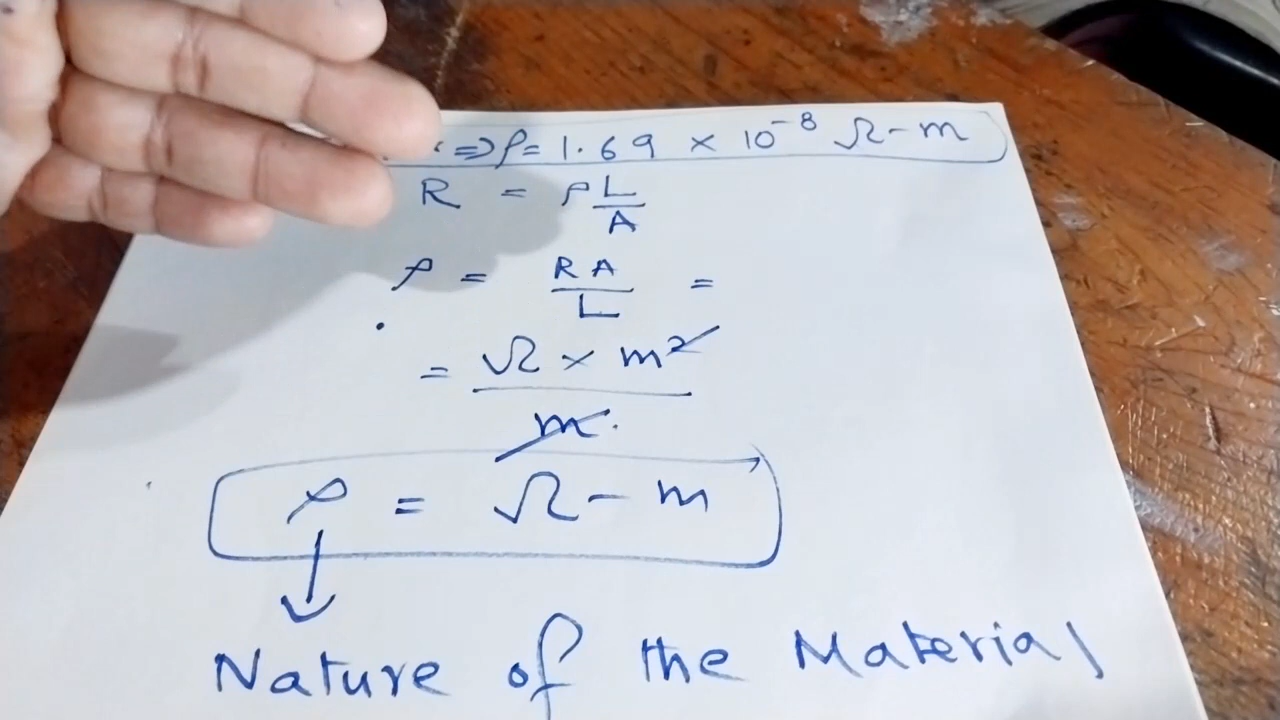 ⇒ρ= 1.69 × 10⁻⁸ Ω-m
R = ρ L/A
ρ = RA/L =
= Ω × m²/m.
ρ = Ω-m
Nature of the Material